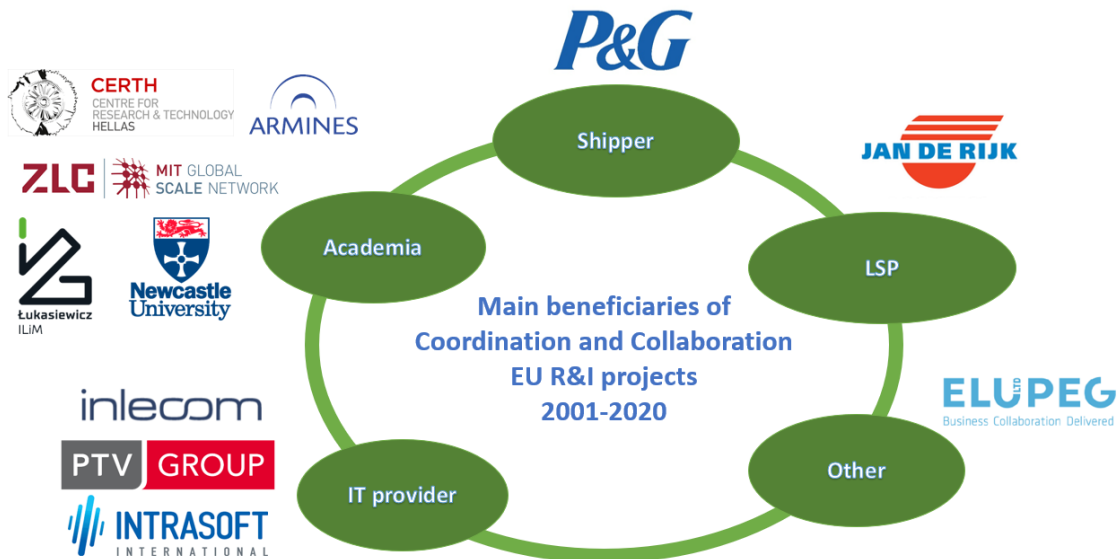 P&G
CERTH
CENTRE FOR
RESEARCH & TECHNOLOGY
HELLAS
ARMINES
Shipper
JAN DE RIJK
ZLC
MIT GLOBAL
SCALE NETWORK
Academia
LSP
Łukasiewicz
ILiM
Newcastle
University
Main beneficiaries of
Coordination and Collaboration
EU R&I projects
2001-2020
inlecom
ELUPEG
LTD
Business Collaboration Delivered
PTV GROUP
IT provider
Other
INTRASOFT
INTERNATIONAL